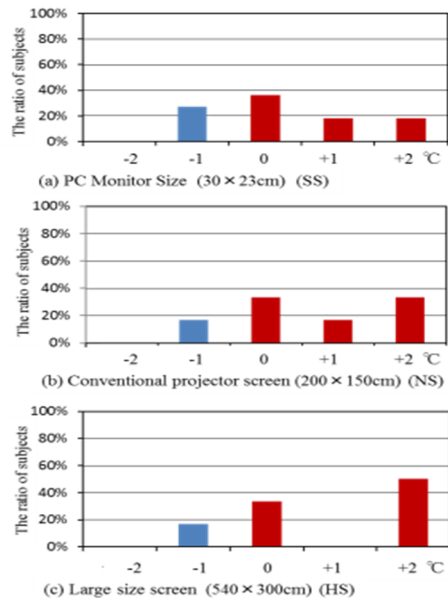 The ratio of subjects
100%
80%
60%
40%
20%
0%
-2 -1 0 +1 +2 ℃
(a) PC Monitor Size (30×23cm) (SS)
The ratio of subjects
100%
80%
60%
40%
20%
0%
-2 -1 0 +1 +2 ℃
(b) Conventional projector screen (200×150cm) (NS)
The ratio of subjects
100%
80%
60%
40%
20%
0%
-2 -1 0 +1 +2 ℃
(c) Large size screen (540×300cm) (HS)